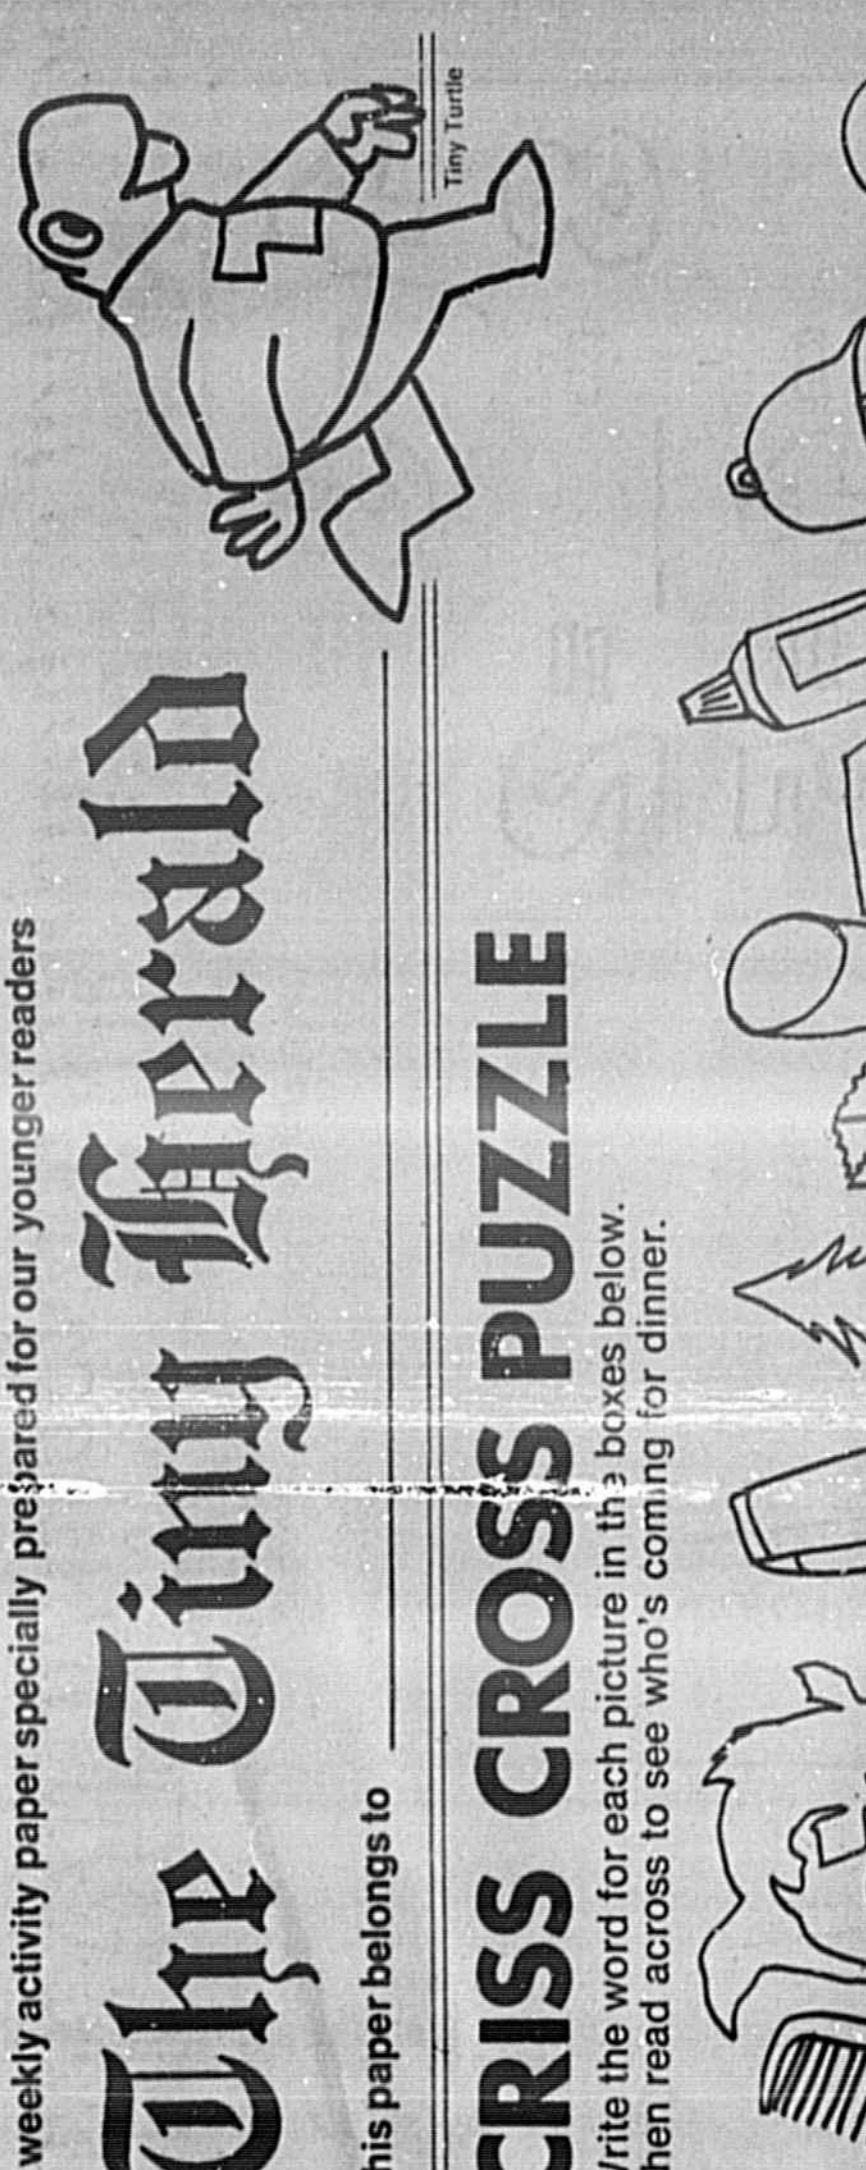 weekly activity paper specially prepared for our younger readers
The Tiny Herald
Tiny Turtle
his paper belongs to
CRISS CROSS PUZZLE
rite the word for each picture in the boxes below.
hen read across to see who's coming for dinner.